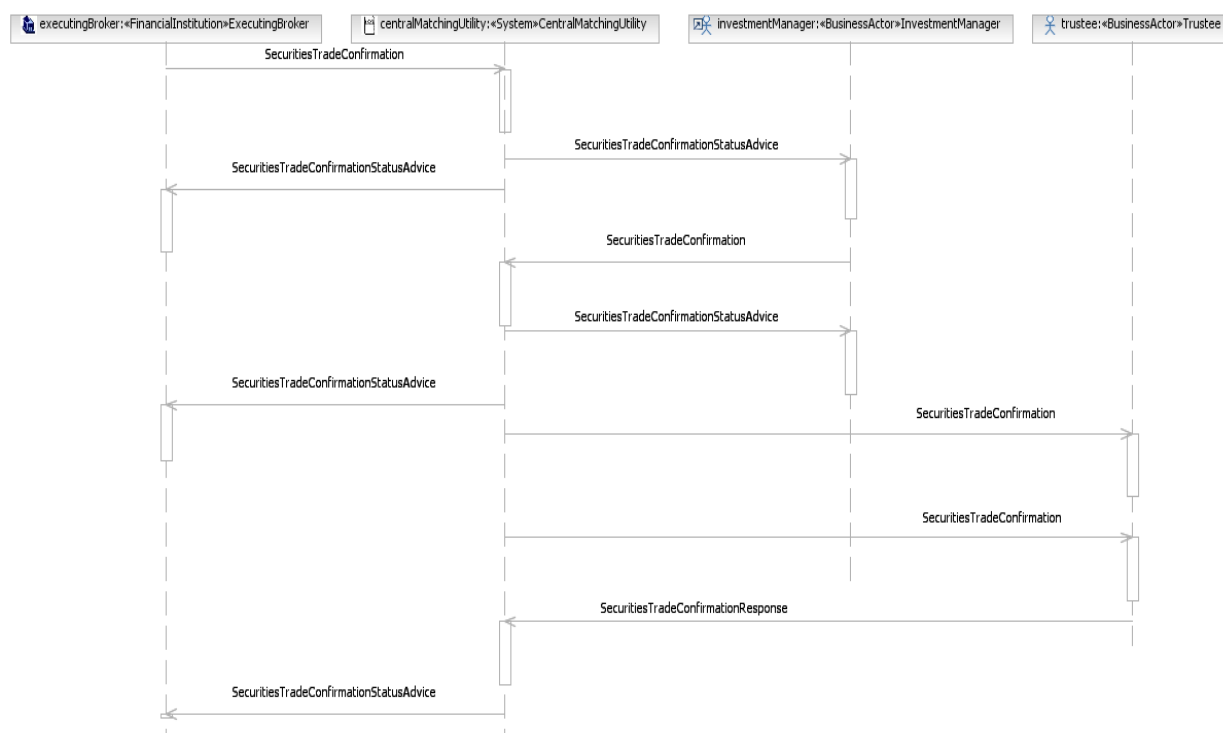 executingBroker:«FinancialInstitution»ExecutingBroker
centralMatchingUtility:«System»CentralMatchingUtility
investmentManager:«BusinessActor»InvestmentManager
trustee:«BusinessActor»Trustee
SecuritiesTradeConfirmation
SecuritiesTradeConfirmationStatusAdvice
SecuritiesTradeConfirmationStatusAdvice
SecuritiesTradeConfirmation
SecuritiesTradeConfirmationStatusAdvice
SecuritiesTradeConfirmationStatusAdvice
SecuritiesTradeConfirmation
SecuritiesTradeConfirmation
SecuritiesTradeConfirmationResponse
SecuritiesTradeConfirmationStatusAdvice